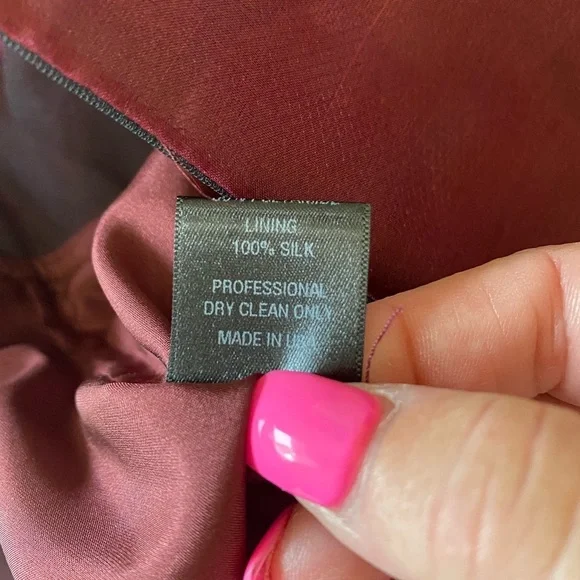 LINING
100% SILK
PROFESSIONAL
DRY CLEAN ONLY
MADE IN USA